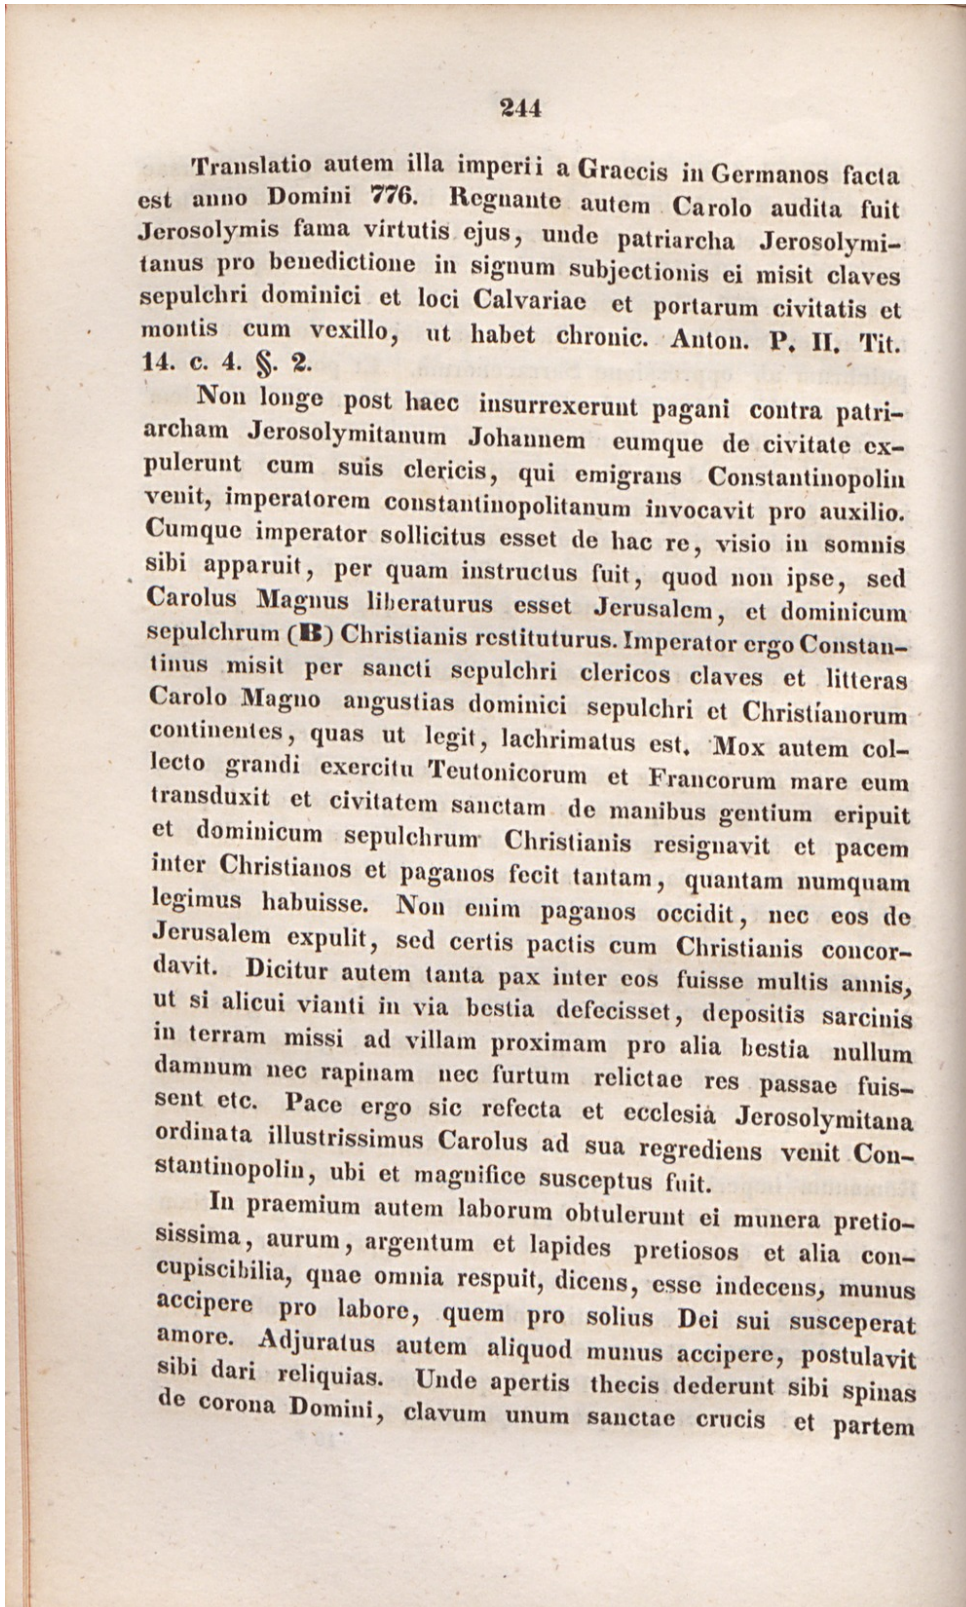 244
Translatio autem illa imperii a Graecis in Germanos facta
est anno Domini 776. Regnante autem Carolo audita fuit
Jerosolymis fama virtutis ejus, unde patriarcha Jerosolymi-
tanus pro benedictione in signum subjectionis ei misit claves
sepulchri dominici et loci Calvariae et portarum civitatis et
montis cum vexillo, ut habet chronic. Anton. P. II. Tit.
14. c. 4. §. 2.
Non longe post haec insurrexerunt pagani contra patri-
archam Jerosolymitanum Johannem eumque de civitate ex-
pulerunt cum suis clericis, qui emigrans Constantinopolin
venit, imperatorem constantinopolitanum invocavit pro auxilio.
Cumque imperator sollicitus esset de hac re, visio in somnis
sibi apparuit, per quam instructus fuit, quod non ipse, sed
Carolus Magnus liberaturus esset Jerusalem, et dominicum
sepulchrum (B) Christianis restituturus. Imperator ergo Constan-
tinus misit per sancti sepulchri clericos claves et litteras
Carolo Magno angustias dominici sepulchri et Christianorum
continentes, quas ut legit, lachrimatus est. Mox autem col-
lecto grandi exercitu Teutonicorum et Francorum mare eum
transduxit et civitatem sanctam de manibus gentium eripuit
et dominicum sepulchrum Christianis resignavit et pacem
inter Christianos et paganos fecit tantam, quantam numquam
legimus habuisse. Non enim paganos occidit, nec eos de
Jerusalem expulit, sed certis pactis cum Christianis concor-
davit. Dicitur autem tanta pax inter eos fuisse multis annis,
ut si alicui vianti in via bestia defecisset, depositis sarcinis
in terram missi ad villam proximam pro alia bestia nullum
damnum nec rapinam nec furtum relictae res passae fuis-
sent etc. Pace ergo sic refecta et ecclesia Jerosolymitana
ordinata illustrissimus Carolus ad sua regrediens venit Con-
stantinopolin, ubi et magnifice susceptus fuit.
In praemium autem laborum obtulerunt ei munera pretio-
sissima, aurum, argentum et lapides pretiosos et alia con-
cupiscibilia, quae omnia respuit, dicens, esse indecens, munus
accipere pro labore, quem pro solius Dei sui susceperat
amore. Adjuratus autem aliquod munus accipere, postulavit
sibi dari reliquias. Unde apertis thecis dederunt sibi spinas
de corona Domini, clavum unum sanctae crucis et partem